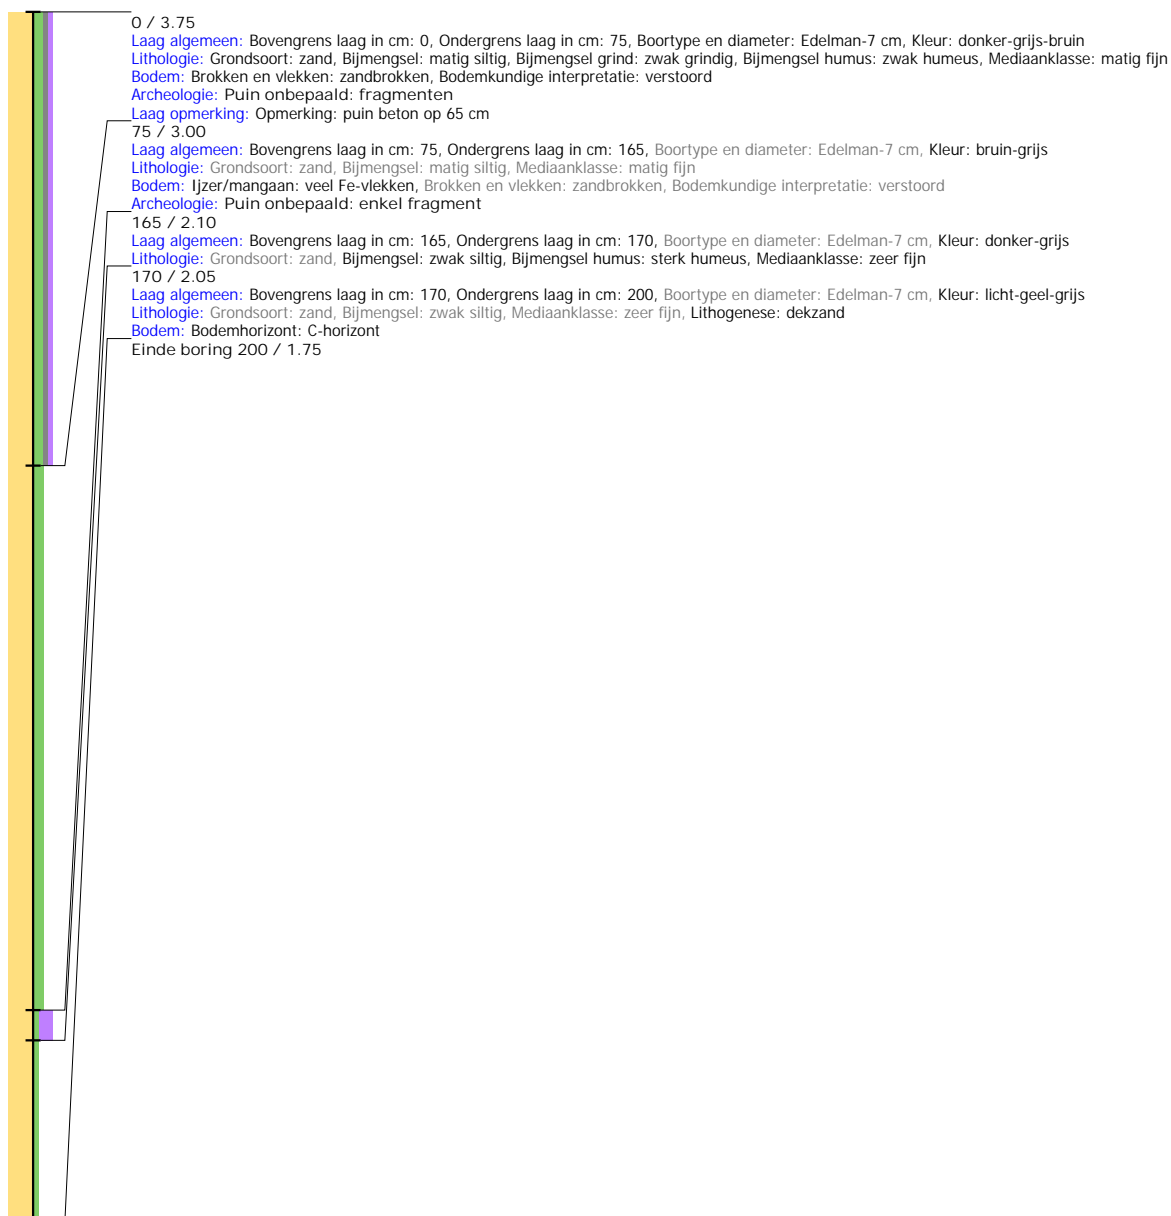 0 / 3.75
Laag algemeen: Bovengrens laag in cm: 0, Ondergrens laag in cm: 75, Boortype en diameter: Edelman-7 cm, Kleur: donker-grijs-bruin
Lithologie: Grondsoort: zand, Bijmengsel: matig siltig, Bijmengsel grind: zwak grindig, Bijmengsel humus: zwak humeus, Mediaanklasse: matig fijn
Bodem: Brokken en vlekken: zandbrokken, Bodemkundige interpretatie: verstoord
Archeologie: Puin onbepaald: fragmenten
Laag opmerking: Opmerking: puin beton op 65 cm
75 / 3.00
Laag algemeen: Bovengrens laag in cm: 75, Ondergrens laag in cm: 165, Boortype en diameter: Edelman-7 cm, Kleur: bruin-grijs
Lithologie: Grondsoort: zand, Bijmengsel: matig siltig, Mediaanklasse: matig fijn
Bodem: Ijzer/mangaan: veel Fe-vlekken, Brokken en vlekken: zandbrokken, Bodemkundige interpretatie: verstoord
Archeologie: Puin onbepaald: enkel fragment
165 / 2.10
Laag algemeen: Bovengrens laag in cm: 165, Ondergrens laag in cm: 170, Boortype en diameter: Edelman-7 cm, Kleur: donker-grijs
Lithologie: Grondsoort: zand, Bijmengsel: zwak siltig, Bijmengsel humus: sterk humeus, Mediaanklasse: zeer fijn
170 / 2.05
Laag algemeen: Bovengrens laag in cm: 170, Ondergrens laag in cm: 200, Boortype en diameter: Edelman-7 cm, Kleur: licht-geel-grijs
Lithologie: Grondsoort: zand, Bijmengsel: zwak siltig, Mediaanklasse: zeer fijn, Lithogenese: dekzand
Bodem: Bodemhorizont: C-horizont
Einde boring 200 / 1.75